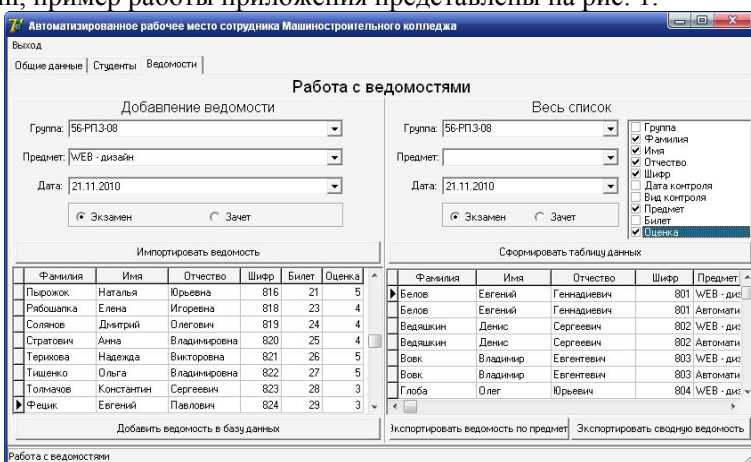 пример работы приложения представлены на рис. 1.
Автоматизированное рабочее место сотрудника Машиностроительного колледжа
Выход
Общие данные Студенты Ведомости
Работа с ведомостями
Добавление ведомости
Группа: 56-РПЗ-08
Предмет: WEB - дизайн
Дата: 21.11.2010
Экзамен Зачет
Импортировать ведомость
Фамилия Имя Отчество Шифр Билет Оценка
Пырожок Наталья Юрьевна 816 21 5
Рябошапка Елена Игоревна 818 23 4
Солянов Дмитрий Олегович 819 24 4
Стратович Анна Владимировна 820 25 4
Терихова Надежда Викторовна 821 26 5
Тищенко Ольга Владимировна 822 27 5
Толмачов Константин Сергеевич 823 28 3
Фецик Евгений Павлович 824 29 3
Добавить ведомость в базу данных
Весь список
Группа: 56-РПЗ-08
Предмет:
Дата: 21.11.2010
Экзамен Зачет
Группа
Фамилия
Имя
Отчество
Шифр
Дата контроля
Вид контроля
Предмет
Билет
Оценка
Сформировать таблицу данных
Фамилия Имя Отчество Шифр Предмет
Белов Евгений Геннадиевич 801 WEB - диз
Белов Евгений Геннадиевич 801 Автомати
Ведяшкин Денис Сергеевич 802 WEB - диз
Ведяшкин Денис Сергеевич 802 Автомати
Вовк Владимир Евгентевич 803 WEB - диз
Вовк Владимир Евгентевич 803 Автомати
Глоба Олег Юрьевич 804 WEB - диз
Экспортировать ведомость по предмет Экспортировать сводную ведомость
Работа с ведомостями